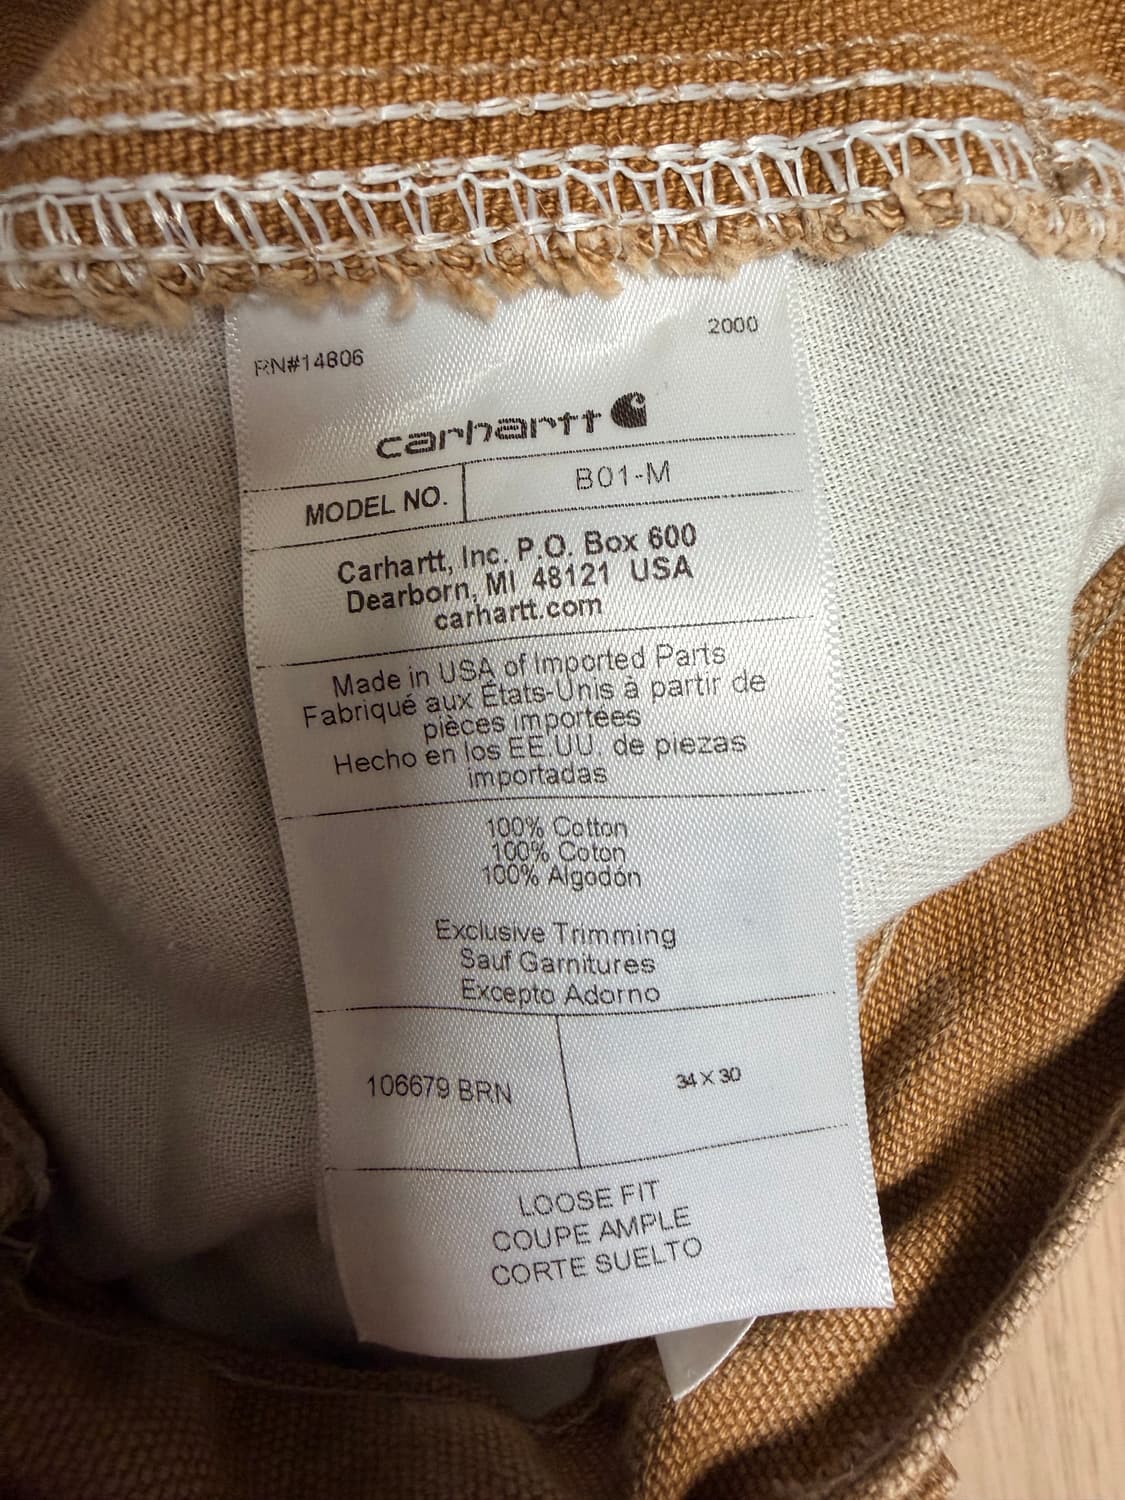 2000
RN#14806
carhartt
MODEL NO. B01-M
Carhartt, Inc. P.O. Box 600
Dearborn, MI 48121 USA
carhartt.com
Made in USA of Imported Parts
Fabriqué aux États-Unis à partir de
pièces importées
Hecho en los EE.UU. de piezas
importadas
100% Cotton
100% Coton
100% Algodón
Exclusive Trimming
Sauf Garnitures
Excepto Adorno
106679 BRN 34 X 30
LOOSE FIT
COUPE AMPLE
CORTE SUELTO